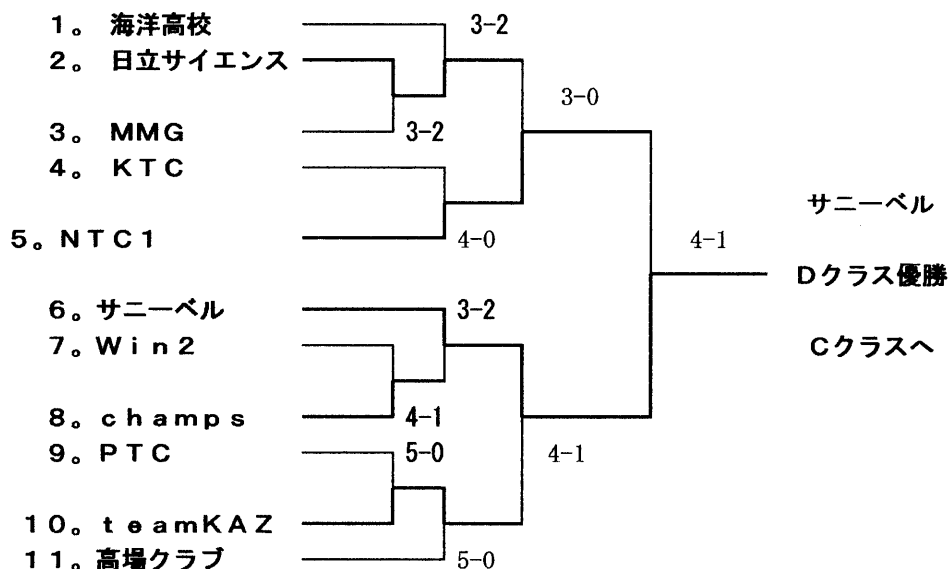 1。 海洋高校
3-2
2。 日立サイエンス
3-0
3。 MMG
3-2
4。 KTC
サニーベル
5。NTC1
4-0
4-1
Dクラス優勝
6。サニーベル
3-2
7。Win2
Cクラスへ
8。champs
4-1
9。PTC
5-0
4-1
10。teamKAZ
11。高場クラブ
5-0